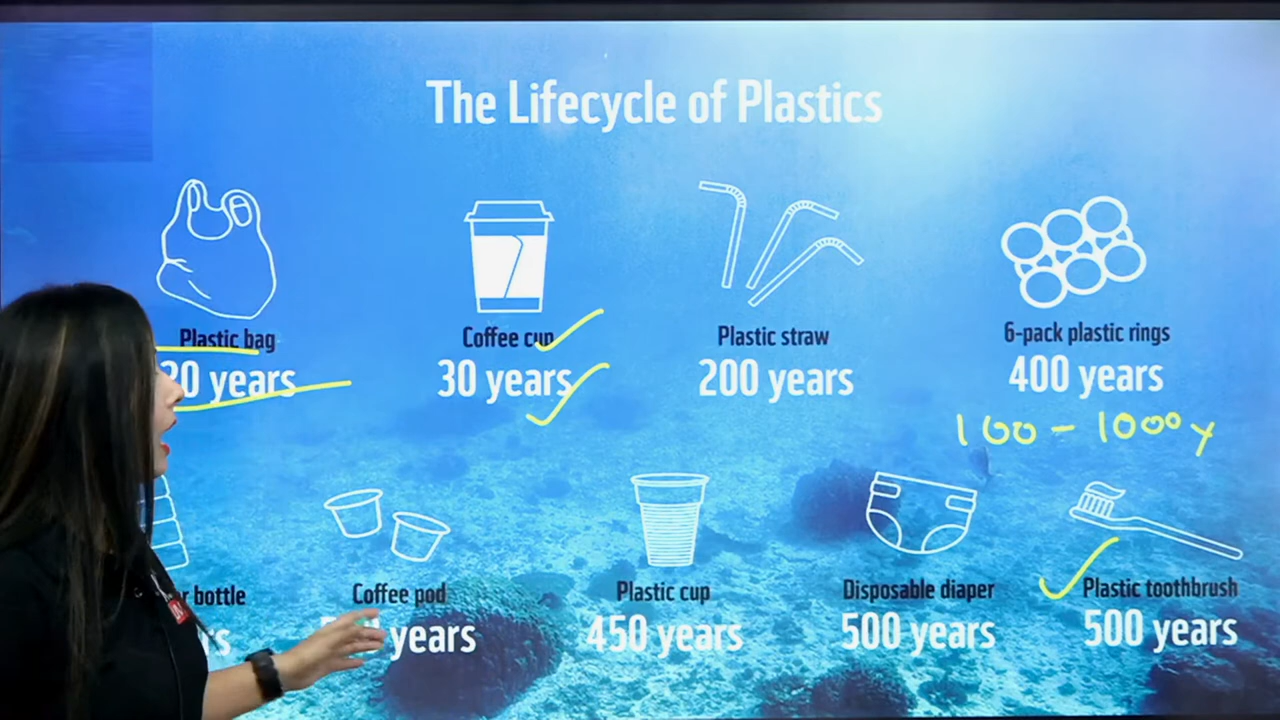 The Lifecycle of Plastics
Plastic bag
20 years
Coffee cup
30 years
Plastic straw
200 years
6-pack plastic rings
400 years
100 - 1000 y
bottle
Coffee pod
years
Plastic cup
450 years
Disposable diaper
500 years
Plastic toothbrush
500 years